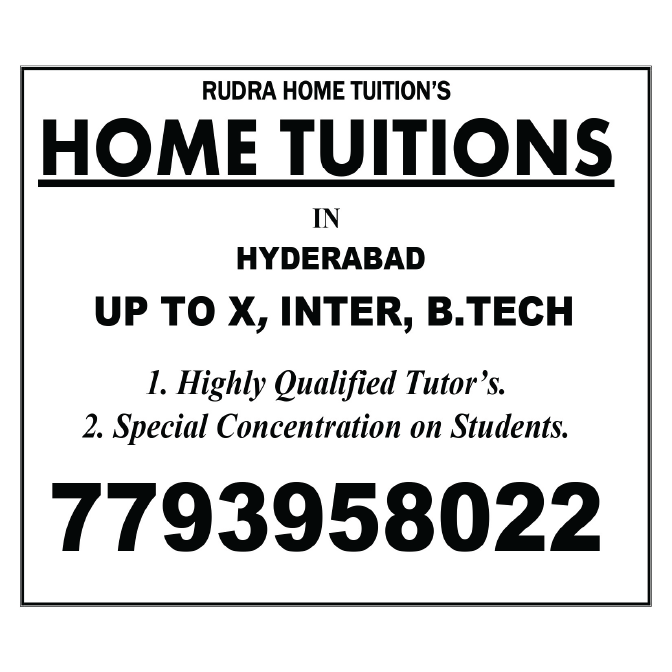 RUDRA HOME TUITION'S
HOME TUITIONS
IN
HYDERABAD
UP TO X, INTER, B.TECH
1. Highly Qualified Tutor's.
2. Special Concentration on Students.
7793958022